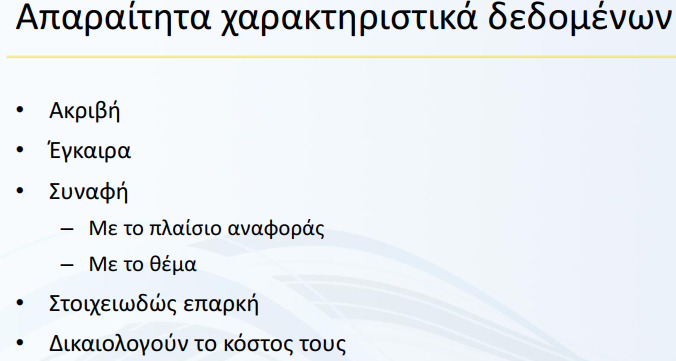 Απαραίτητα χαρακτηριστικά δεδομένων
• Ακριβή
• Έγκαιρα
• Συναφή
– Με το πλαίσιο αναφοράς
– Με το θέμα
• Στοιχειωδώς επαρκή
• Δικαιολογούν το κόστος τους